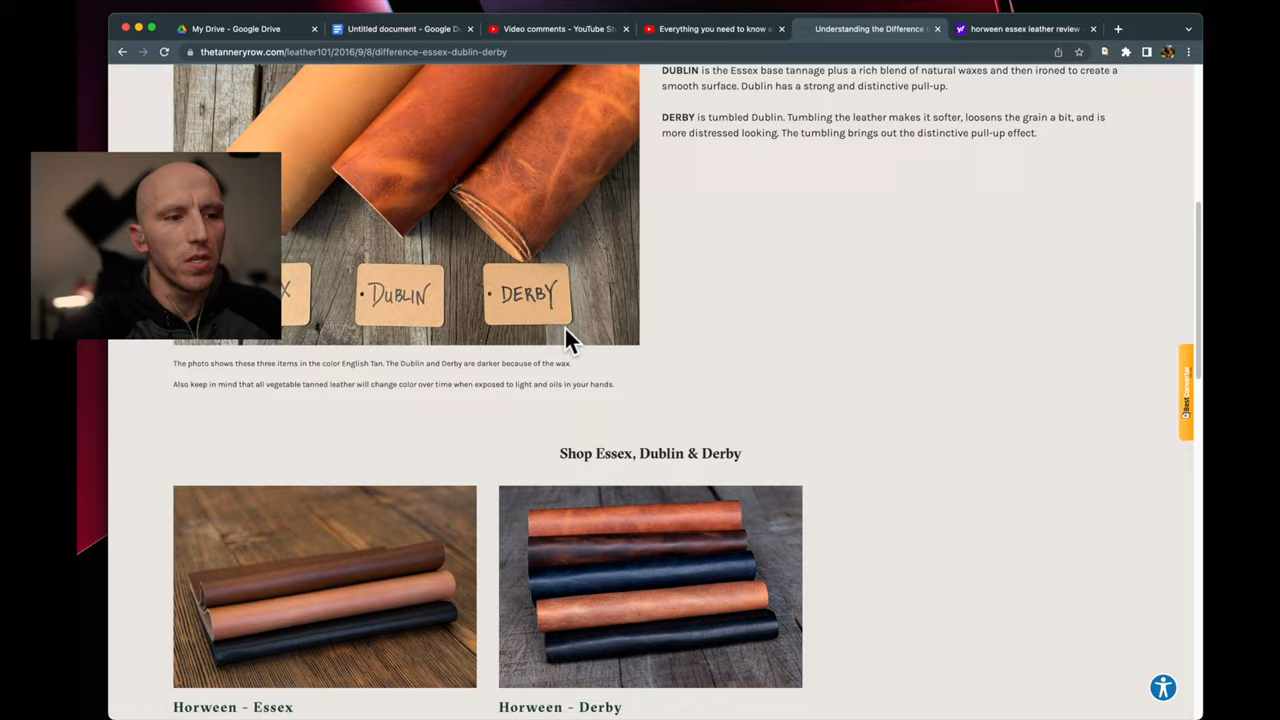 My Drive - Google Drive
Untitled document - Google D
Video comments - YouTube St
Everything you need to know a
Understanding the Difference
horween essex leather review
thetanneryrow.com/leather101/2016/9/8/difference-essex-dublin-derby
DUBLIN is the Essex base tannage plus a rich blend of natural waxes and then ironed to create a
smooth surface. Dublin has a strong and distinctive pull-up.
DERBY is tumbled Dublin. Tumbling the leather makes it softer, loosens the grain a bit, and is
more distressed looking. The tumbling brings out the distinctive pull-up effect.
X
DUBLIN
DERBY
The photo shows these three items in the color English Tan. The Dublin and Derby are darker because of the wax.
Also keep in mind that all vegetable tanned leather will change color over time when exposed to light and oils in your hands.
BestConvertor
Shop Essex, Dublin & Derby
Horween - Essex
Horween - Derby